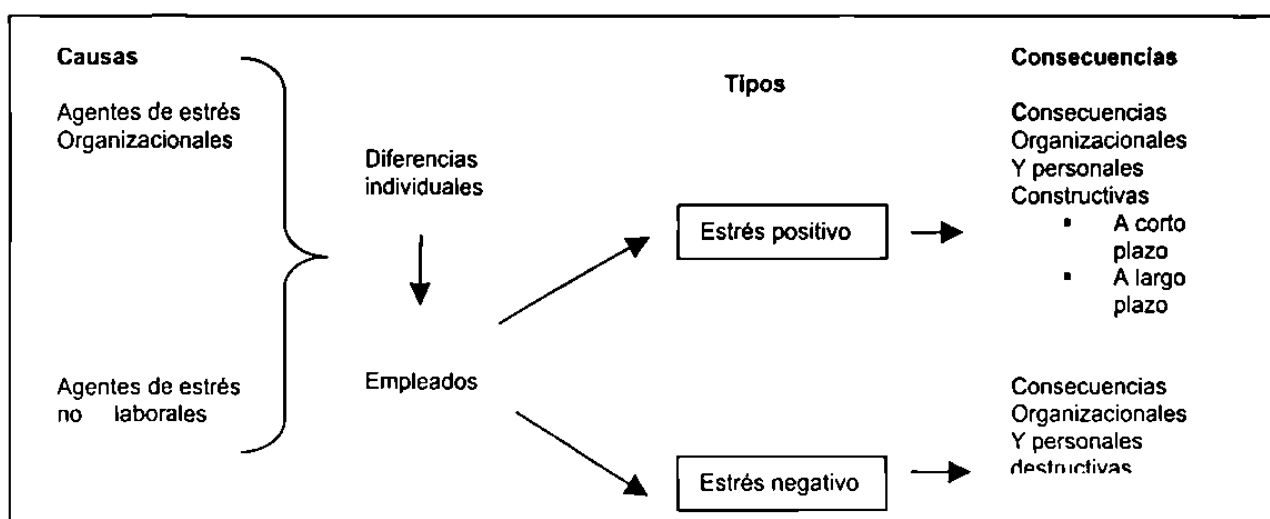 Causas
Agentes de estrés
Organizacionales
Agentes de estrés
no laborales
Diferencias
individuales
Empleados
Tipos
Estrés positivo
Estrés negativo
Consecuencias
Consecuencias
Organizacionales
Y personales
Constructivas
▪ A corto
plazo
▪ A largo
plazo
Consecuencias
Organizacionales
Y personales
destructivas